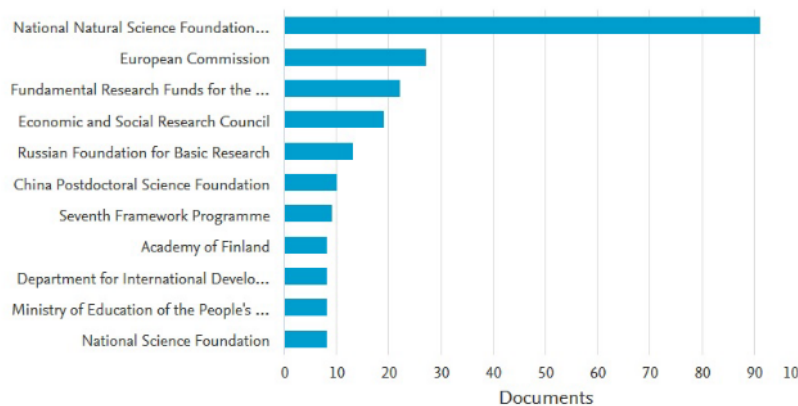 National Natural Science Foundation...
European Commission
Fundamental Research Funds for the ...
Economic and Social Research Council
Russian Foundation for Basic Research
China Postdoctoral Science Foundation
Seventh Framework Programme
Academy of Finland
Department for International Develo...
Ministry of Education of the People's ...
National Science Foundation
0 10 20 30 40 50 60 70 80 90 10
Documents